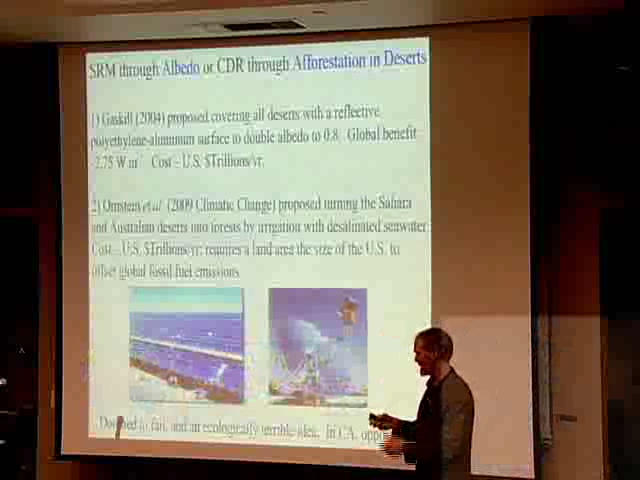 SRM through Albedo or CDR through Afforestation in Deserts
1) Gaskill (2004) proposed covering all deserts with a reflective
polyethylene-aluminum surface to double albedo to 0.8. Global benefit
-2.75 W m Cost – U.S. $Trillions/yr.
2) Ornstein et al (2009 Climatic Change) proposed turning the Sahara
and Australian deserts into forests by irrigation with desalinated seawater
Cost – U.S. $Trillions/yr; requires a land area the size of the U.S. to
offset global fossil fuel emissions
Doomed to fail, and an ecologically terrible idea. In CA, oppo